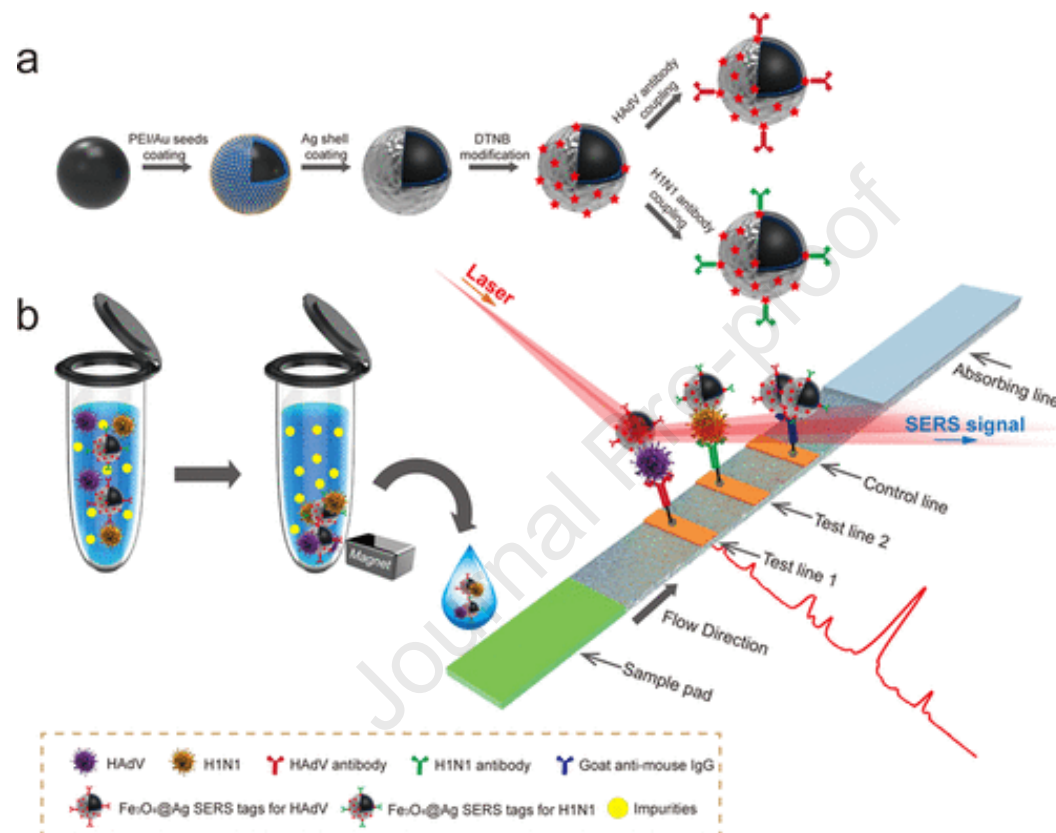 a
PEI/Au seeds
coating
Ag shell
coating
DTNB
modification
HAdV antibody
coupling
H1N1 antibody
coupling
b
Laser
Magnet
Absorbing line
SERS signal
Control line
Test line 2
Test line 1
Flow Direction
Sample pad
Journal Pre-proof
HAdV
H1N1
HAdV antibody
H1N1 antibody
Goat anti-mouse IgG
Fe₃O₄@Ag SERS tags for HAdV
Fe₃O₄@Ag SERS tags for H1N1
Impurities